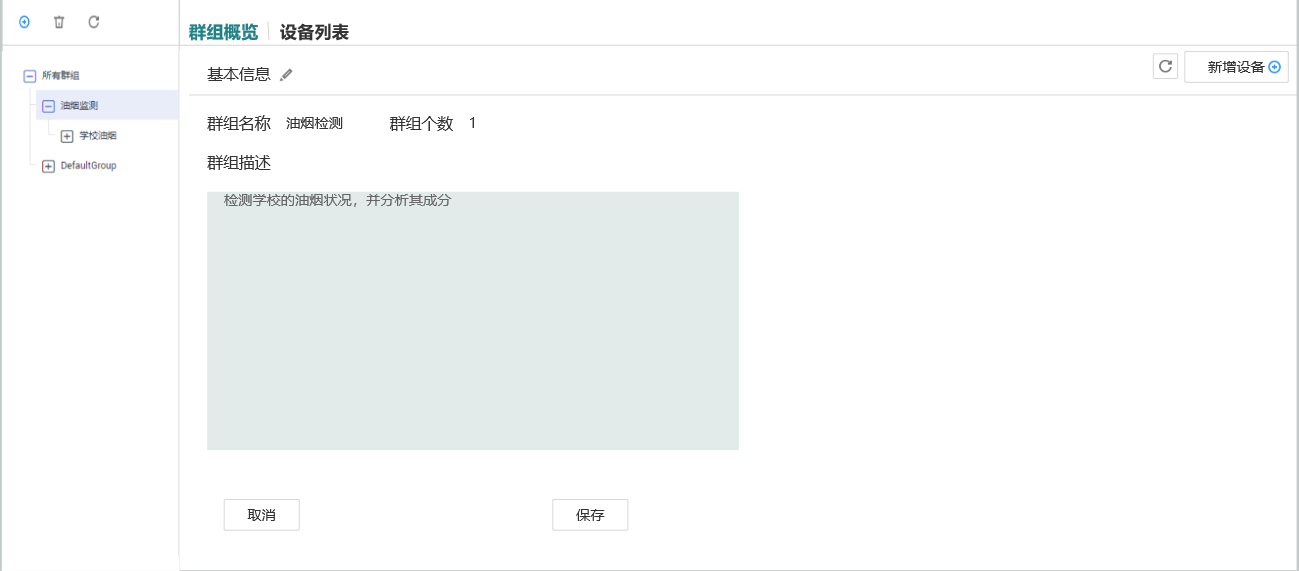 群组概览 设备列表
所有群组
油烟监测
学校油烟
DefaultGroup
基本信息
新增设备
群组名称 油烟检测 群组个数 1
群组描述
检测学校的油烟状况，并分析其成分
取消 保存